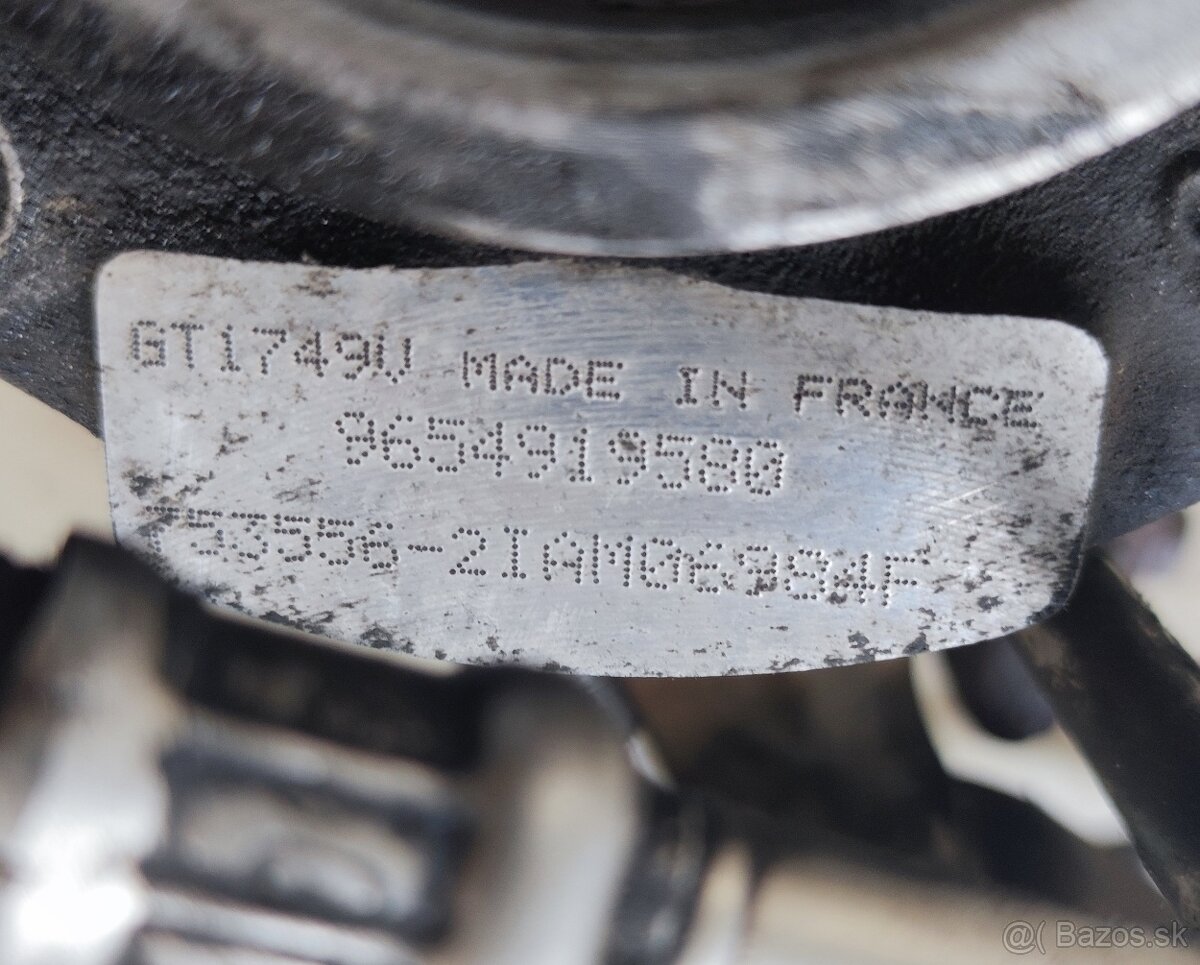 GT1749V MADE IN FRANCE
9654919580
753556-2IAM06984F
@( Bazos.sk